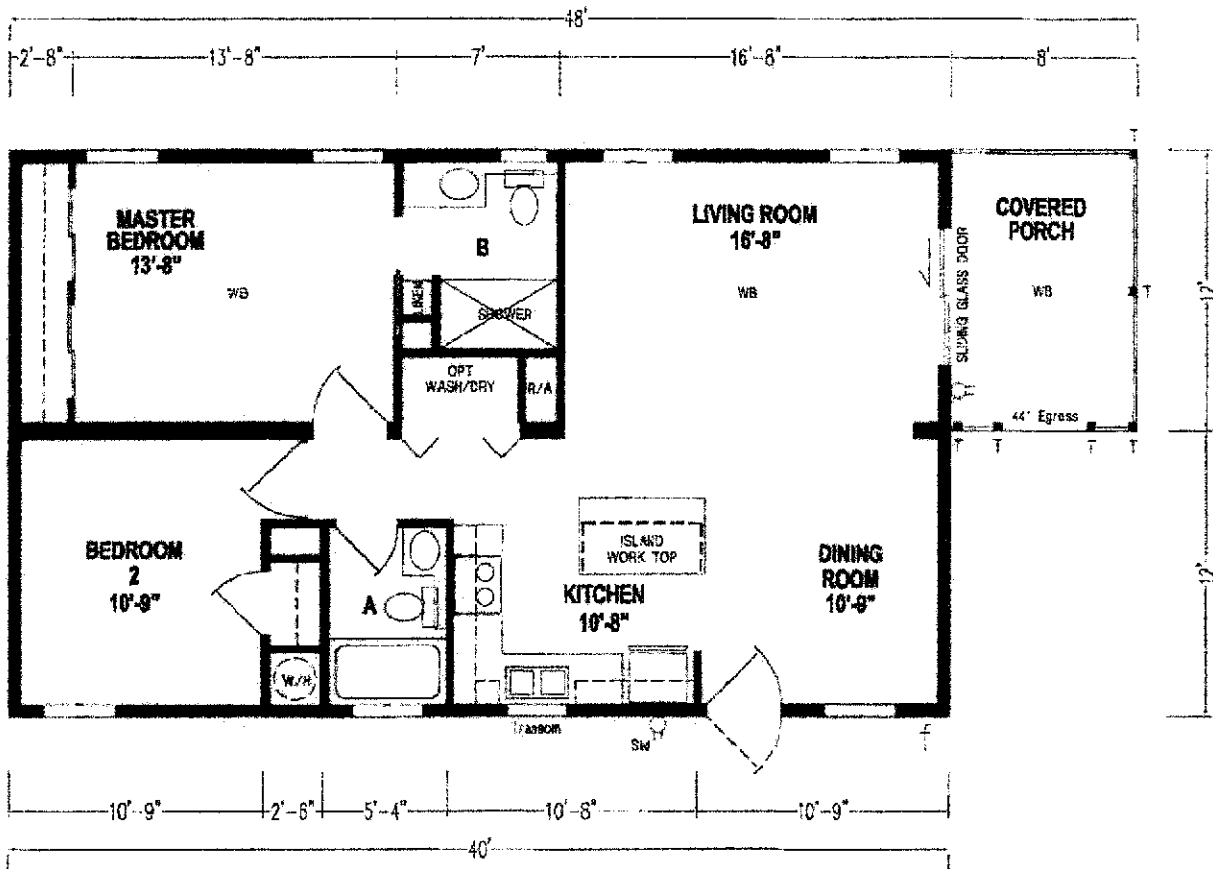 48'
2'-8" 13'-8" 7' 16'-8" 8'
T
MASTER
BEDROOM
13'-8"
WB
B
LINEN
SHOWER
OPT
WASH/DRY
R/A
LIVING ROOM
16'-8"
WB
SLIDING GLASS DOOR
COVERED
PORCH
WB
T
44" Egress
T T T T
12'
BEDROOM
2
10'-9"
W/H
A
ISLAND
WORK TOP
KITCHEN
10'-8"
DINING
ROOM
10'-9"
12'
Transom
SW
10'-9" 2'-6" 5'-4" 10'-8" 10'-9"
40'